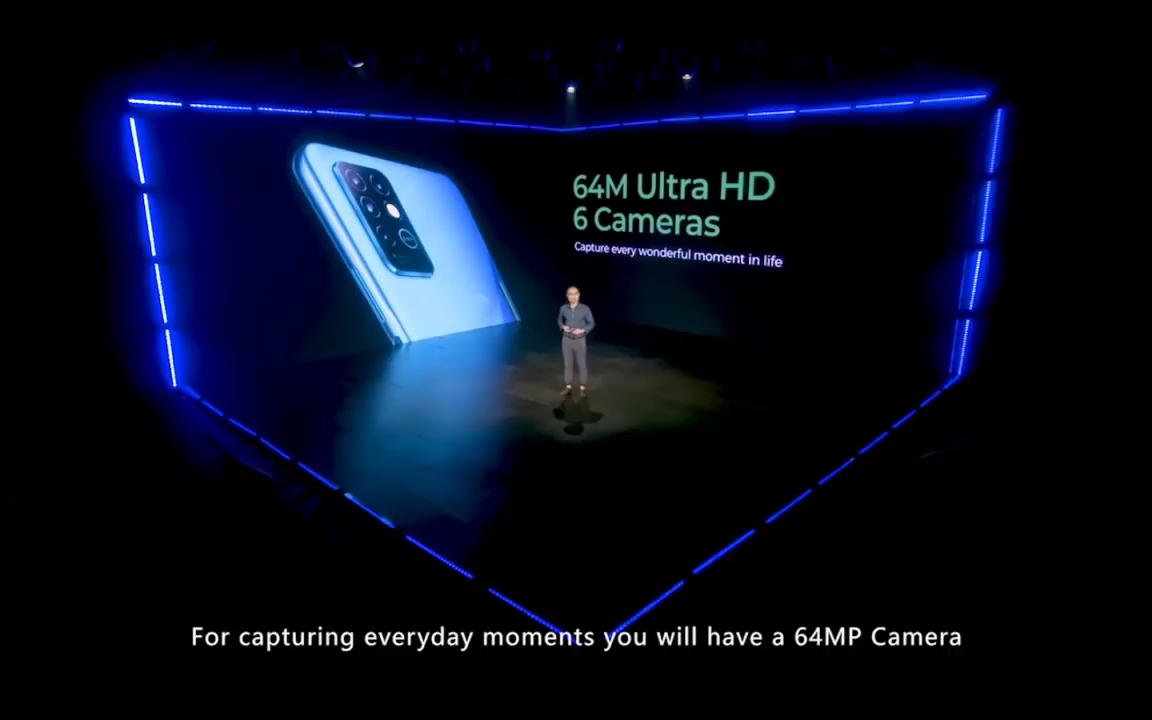 64M Ultra HD
6 Cameras
Capture every wonderful moment in life
For capturing everyday moments you will have a 64MP Camera